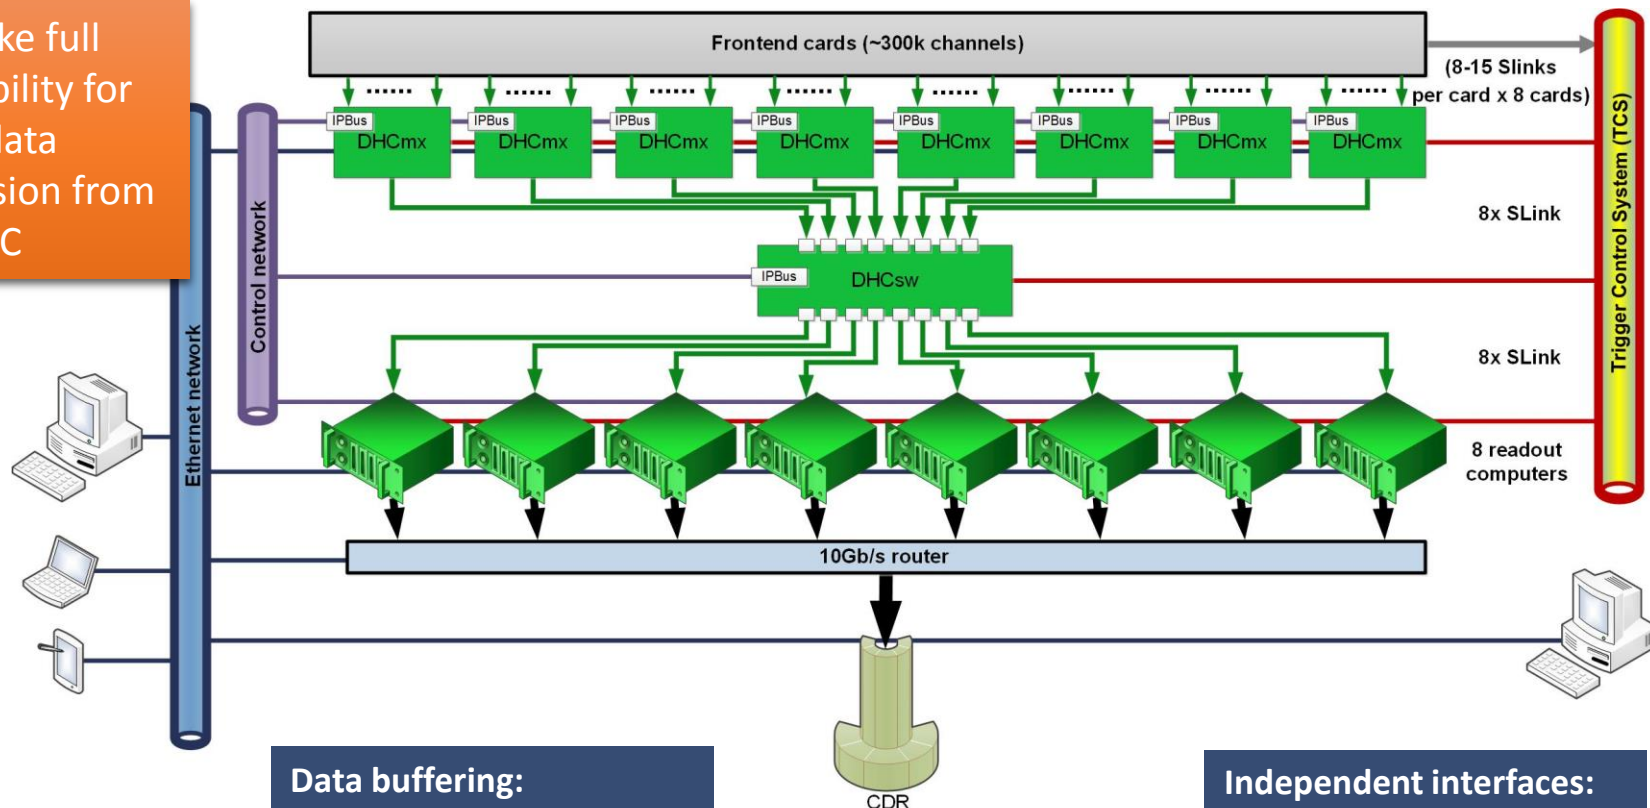 ke full
bility for
data
sion from
C
Frontend cards (~300k channels)
(8-15 Slinks
per card x 8 cards)
IPBus
DHCmx
IPBus
DHCmx
IPBus
DHCmx
IPBus
DHCmx
IPBus
DHCmx
IPBus
DHCmx
IPBus
DHCmx
IPBus
DHCmx
8x SLink
IPBus
DHCsw
Control network
Ethernet network
Trigger Control System (TCS)
8x SLink
8 readout
computers
10Gb/s router
CDR
Data buffering:
Independent interfaces: